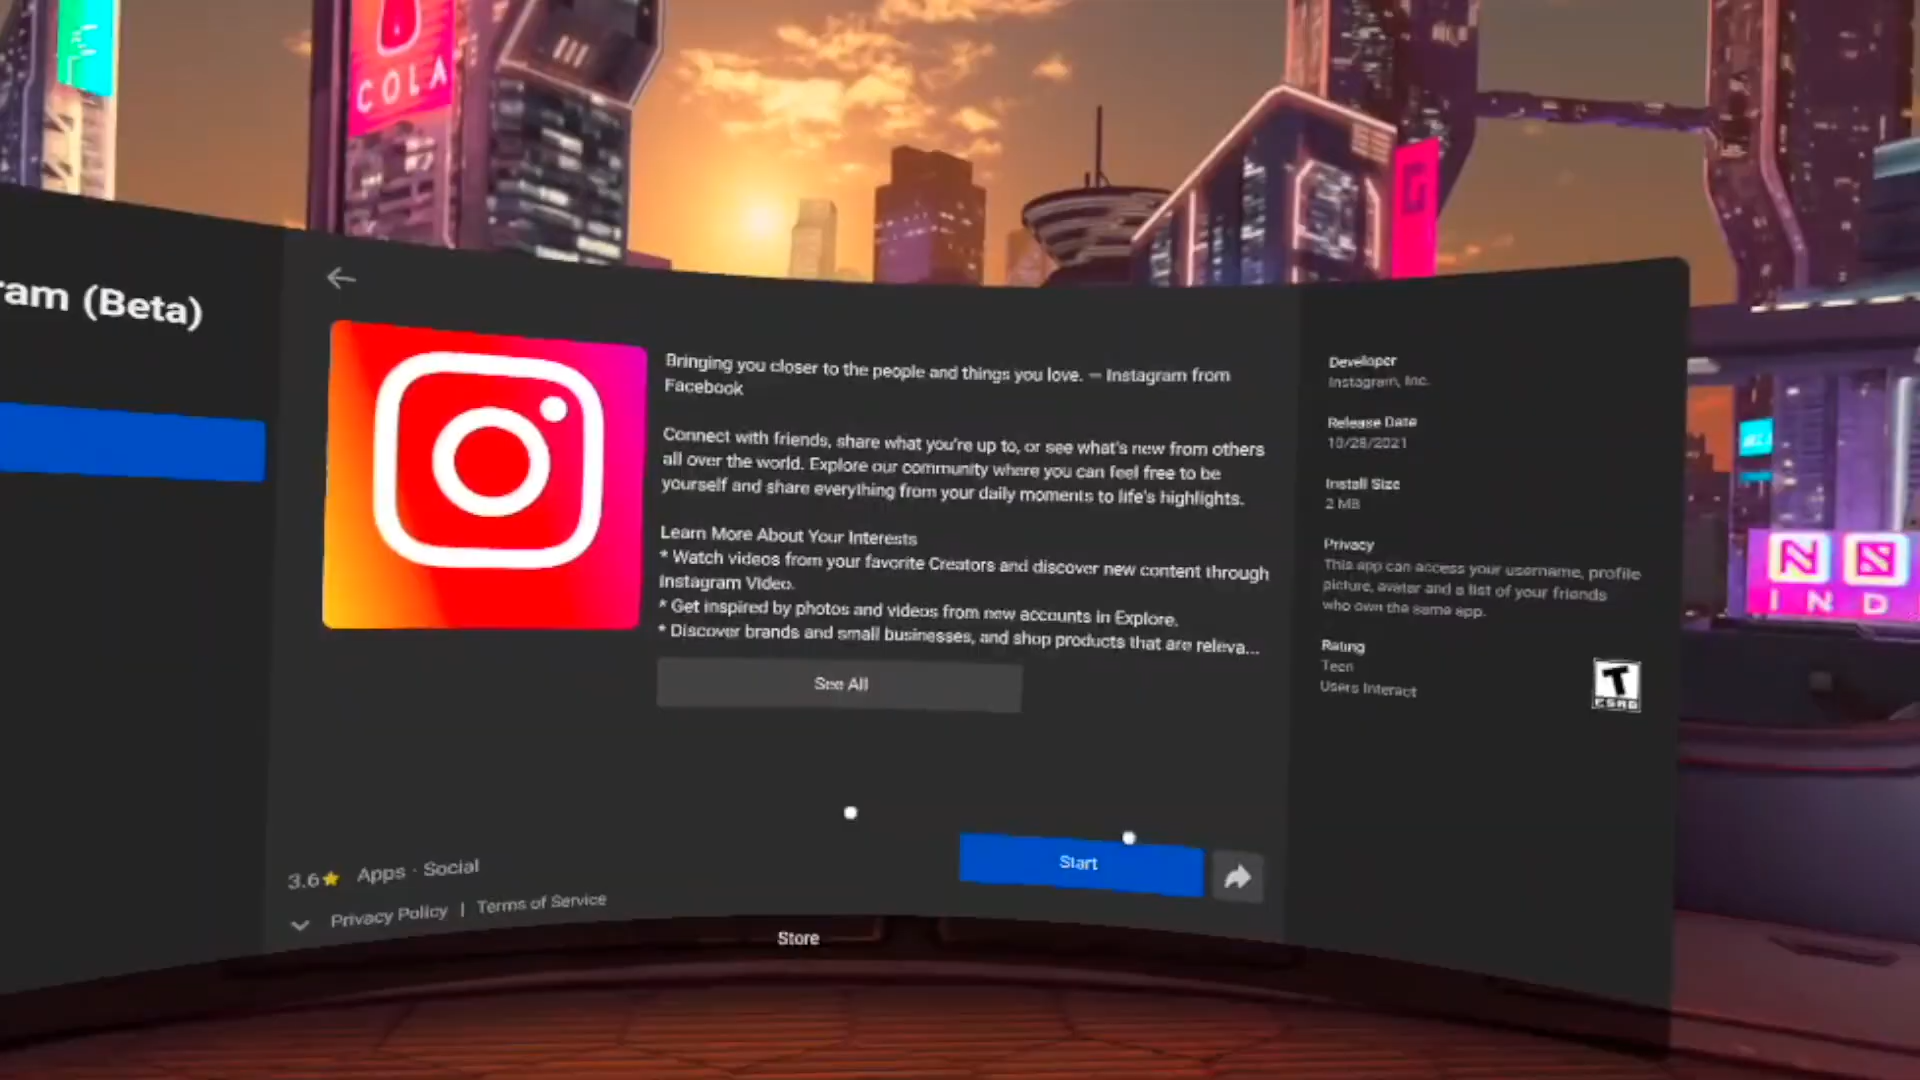 COLA
ram (Beta)
Bringing you closer to the people and things you love. — Instagram from
Facebook
Connect with friends, share what you're up to, or see what's new from others
all over the world. Explore our community where you can feel free to be
yourself and share everything from your daily moments to life's highlights.
Learn More About Your Interests
* Watch videos from your favorite Creators and discover new content through
Instagram Video.
* Get inspired by photos and videos from new accounts in Explore.
* Discover brands and small businesses, and shop products that are releva...
See All
3.6★ Apps · Social
Privacy Policy | Terms of Service
Start
Store
Developer
Instagram, Inc.
Release Date
10/28/2021
Install Size
2 MB
Privacy
This app can access your username, profile
picture, avatar and a list of your friends
who own the same app.
Rating
Teen
Users Interact
T
ESRB
G
N S
I N D